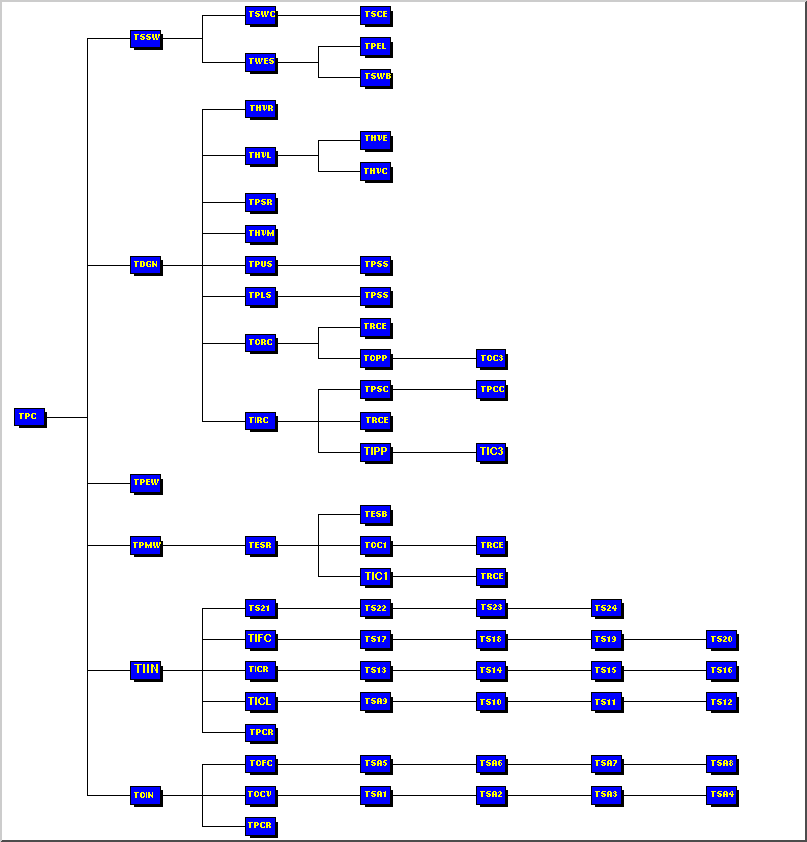 TSWC TSCE
TSSW
TPEL
TWES
TSWB
THVR
THVE
THVL
THVC
TPSR
THVM
TDGN TPUS TPSS
TPLS TPSS
TRCE
TORC
TOPP TOC3
TPSC TPCC
TPC
TIRC TRCE
TIPP TIC3
TPEW
TESB
TPMW TESR TOC1 TRCE
TIC1 TRCE
TS21 TS22 TS23 TS24
TIFC TS17 TS18 TS19 TS20
TIIN TICR TS13 TS14 TS15 TS16
TICL TSA9 TS10 TS11 TS12
TPCR
TOFC TSA5 TSA6 TSA7 TSA8
TOIN TOCV TSA1 TSA2 TSA3 TSA4
TPCR